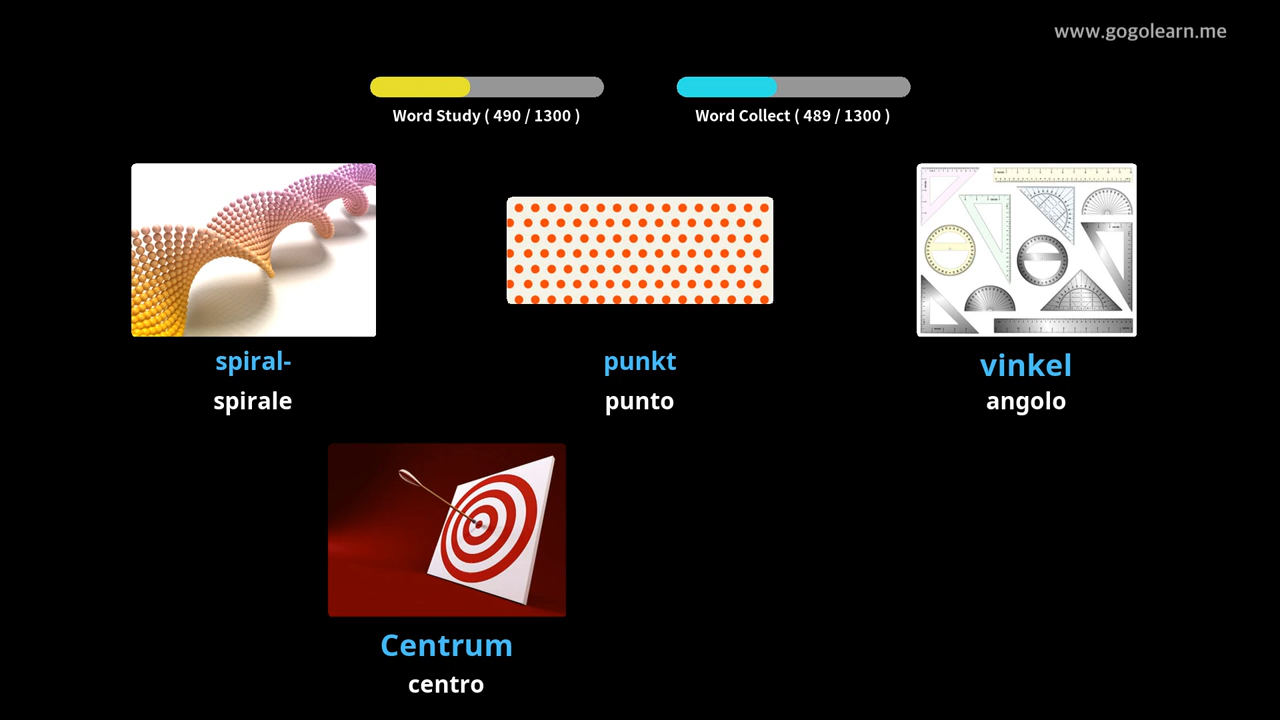 www.gogolearn.me
Word Study ( 490 / 1300 )
Word Collect ( 489 / 1300 )
spiral-
spirale
punkt
punto
vinkel
angolo
Centrum
centro